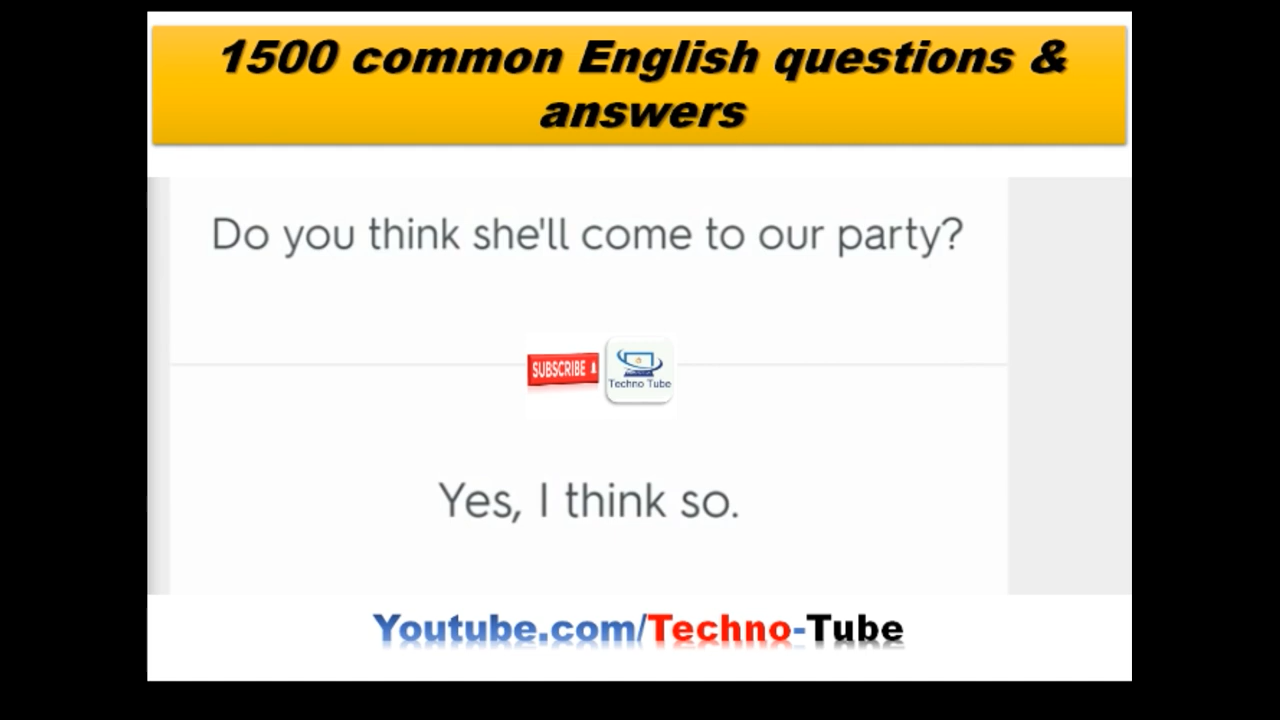 1500 common English questions &
answers
Do you think she'll come to our party?
SUBSCRIBE
Techno Tube
Yes, I think so.
Youtube.com/Techno-Tube